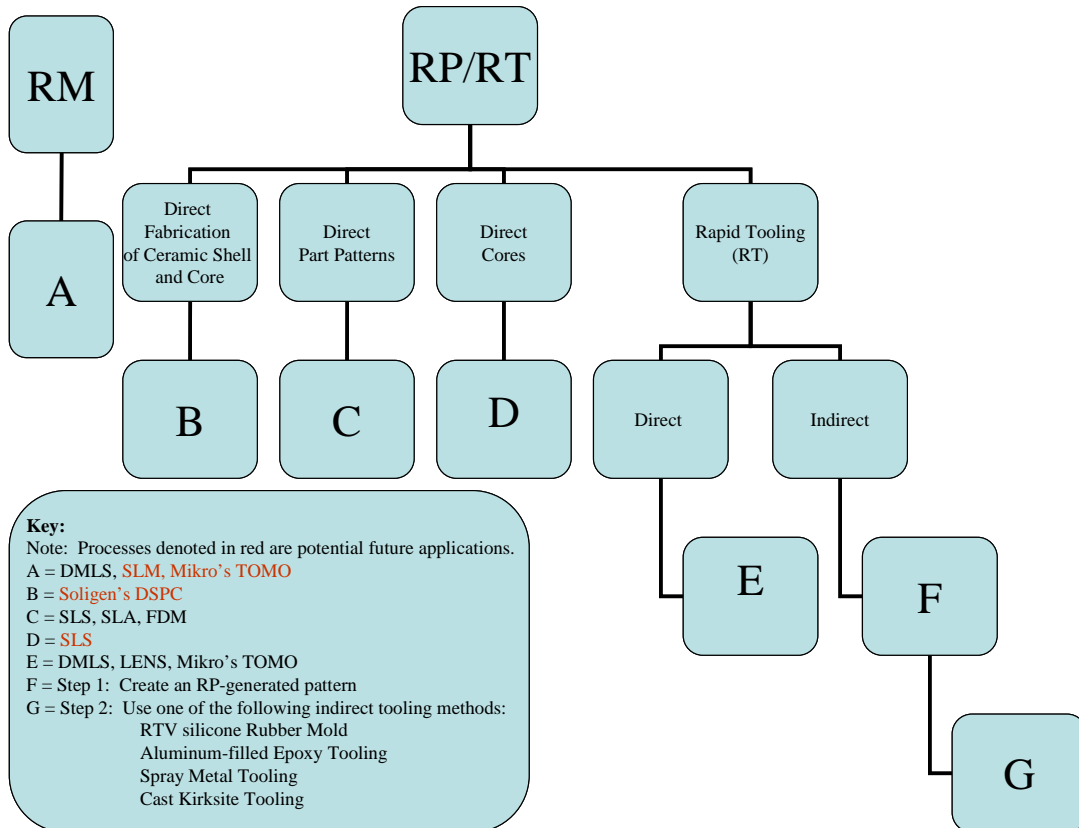 RM
RP/RT
A
Direct
Fabrication
of Ceramic Shell
and Core
Direct
Part Patterns
Direct
Cores
Rapid Tooling
(RT)
B
C
D
Direct
Indirect
E
F
G
Key:
Note: Processes denoted in red are potential future applications.
A = DMLS, SLM, Mikro’s TOMO
B = Soligen’s DSPC
C = SLS, SLA, FDM
D = SLS
E = DMLS, LENS, Mikro’s TOMO
F = Step 1: Create an RP-generated pattern
G = Step 2: Use one of the following indirect tooling methods:
RTV silicone Rubber Mold
Aluminum-filled Epoxy Tooling
Spray Metal Tooling
Cast Kirksite Tooling